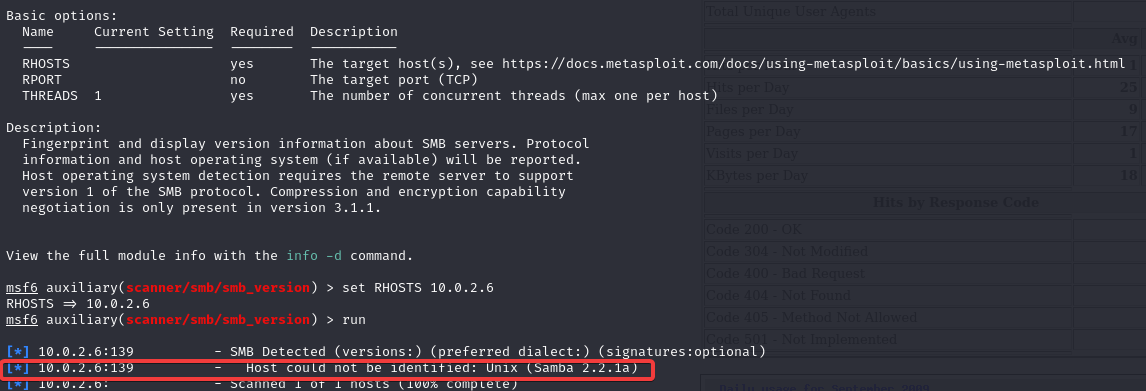 Basic options:
Name Current Setting Required Description
---- --------------- -------- -----------
RHOSTS yes The target host(s), see https://docs.metasploit.com/docs/using-metasploit/basics/using-metasploit.html
RPORT no The target port (TCP)
THREADS 1 yes The number of concurrent threads (max one per host)
Description:
Fingerprint and display version information about SMB servers. Protocol
information and host operating system (if available) will be reported.
Host operating system detection requires the remote server to support
version 1 of the SMB protocol. Compression and encryption capability
negotiation is only present in version 3.1.1.
View the full module info with the info -d command.
msf6 auxiliary(scanner/smb/smb_version) > set RHOSTS 10.0.2.6
RHOSTS => 10.0.2.6
msf6 auxiliary(scanner/smb/smb_version) > run
[*] 10.0.2.6:139 - SMB Detected (versions:) (preferred dialect:) (signatures:optional)
[*] 10.0.2.6:139 - Host could not be identified: Unix (Samba 2.2.1a)
[*] 10.0.2.6: - Scanned 1 of 1 hosts (100% complete)
Total Unique User Agents
Avg
1
Hits per Day 25
Files per Day 9
Pages per Day 17
Visits per Day 1
KBytes per Day 18
Hits by Response Code
Code 200 - OK
Code 304 - Not Modified
Code 400 - Bad Request
Code 404 - Not Found
Code 405 - Method Not Allowed
Code 501 - Not Implemented
Daily usage for September 2009